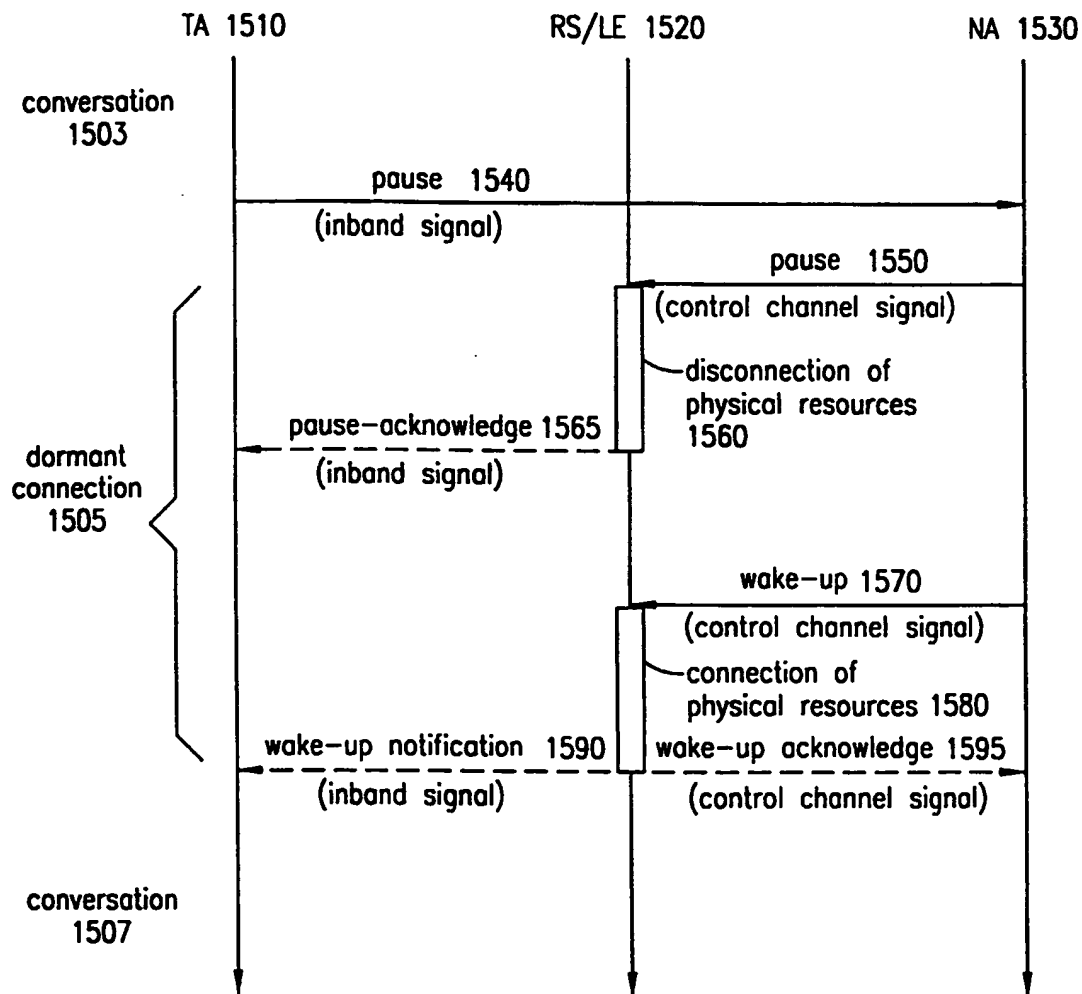 TA 1510
RS/LE 1520
NA 1530
conversation
1503
pause 1540
(inband signal)
pause 1550
(control channel signal)
disconnection of
physical resources
1560
pause-acknowledge 1565
(inband signal)
dormant
connection
1505
wake-up 1570
(control channel signal)
connection of
physical resources 1580
wake-up notification 1590
(inband signal)
wake-up acknowledge 1595
(control channel signal)
conversation
1507